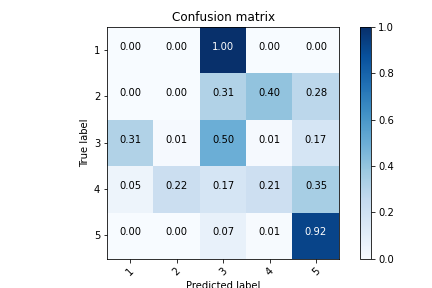 Confusion matrix
1 0.00 0.00 1.00 0.00 0.00
2 0.00 0.00 0.31 0.40 0.28
3 0.31 0.01 0.50 0.01 0.17
4 0.05 0.22 0.17 0.21 0.35
5 0.00 0.00 0.07 0.01 0.92
1 2 3 4 5
True label
Predicted label
1.0
0.8
0.6
0.4
0.2
0.0